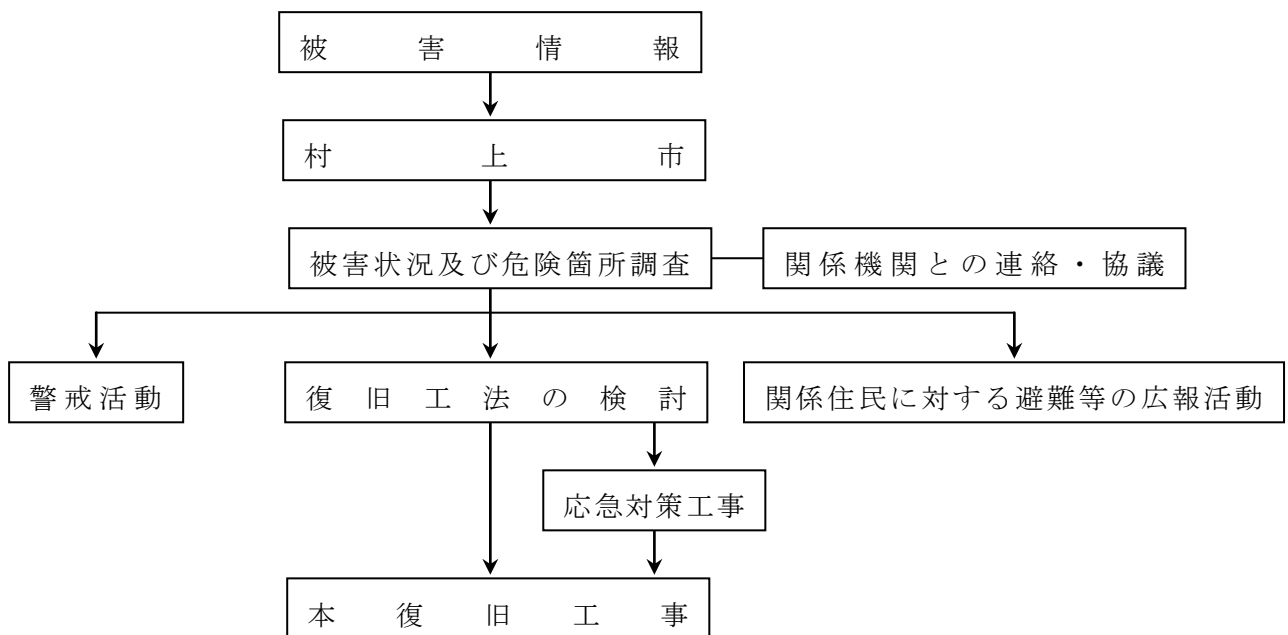 被害情報
村上市
被害状況及び危険箇所調査
関係機関との連絡・協議
警戒活動
復旧工法の検討
関係住民に対する避難等の広報活動
応急対策工事
本復旧工事